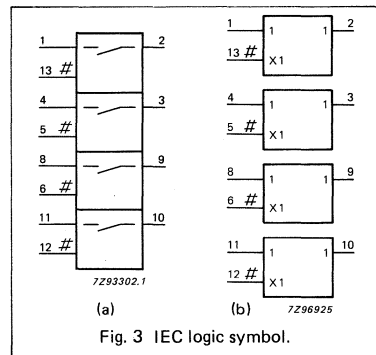 1 2
13 #
4 3
5 #
8 9
6 #
11 10
12 #
7Z93302.1
(a)
1 1 1 2
13 # X1
4 1 1 3
5 # X1
8 1 1 9
6 # X1
11 1 1 10
12 # X1
7Z96925
(b)
Fig. 3 IEC logic symbol.